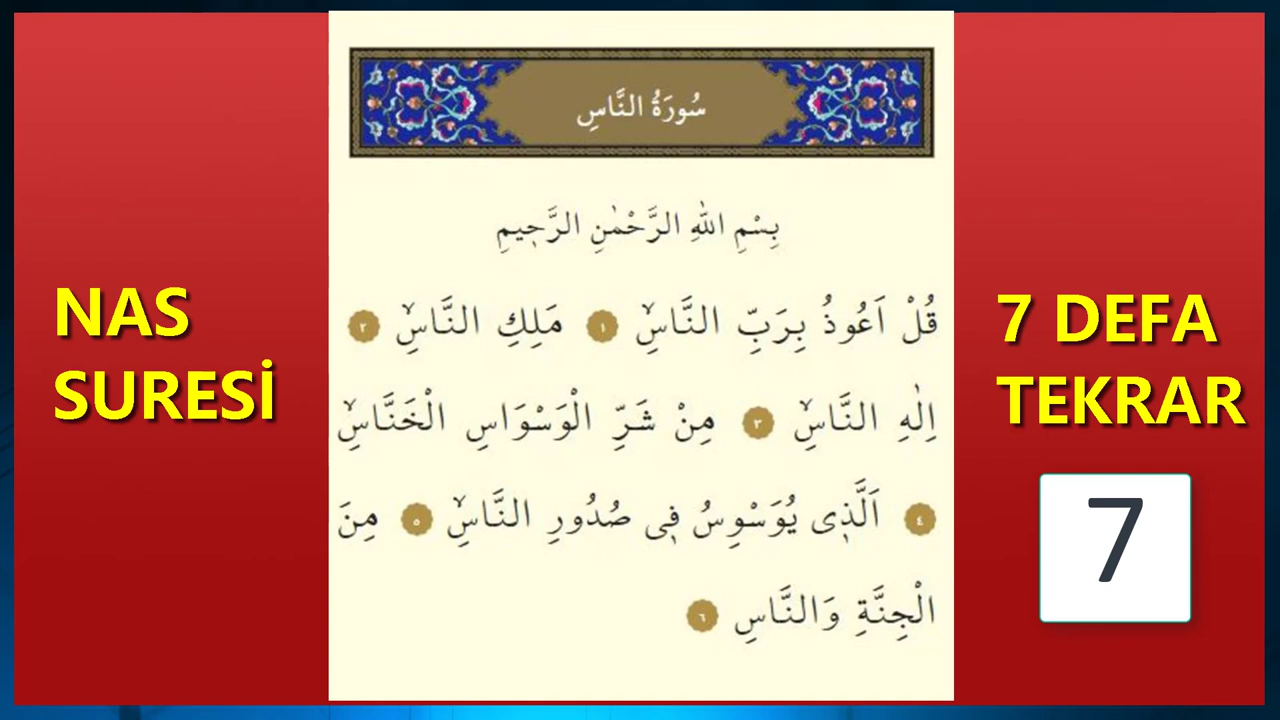 NAS
SURESİ
سُورَةُ النَّاسِ
بِسْمِ اللهِ الرَّحْمٰنِ الرَّحٖيمِ
قُلْ اَعُوذُ بِرَبِّ النَّاسِۙ ١ مَلِكِ النَّاسِۙ ٢
اِلٰهِ النَّاسِۙ ٣ مِنْ شَرِّ الْوَسْوَاسِ الْخَنَّاسِۙ
٤ اَلَّذٖى يُوَسْوِسُ فٖى صُدُورِ النَّاسِۙ ٥ مِنَ
الْجِنَّةِ وَالنَّاسِ ٦
7 DEFA
TEKRAR
7